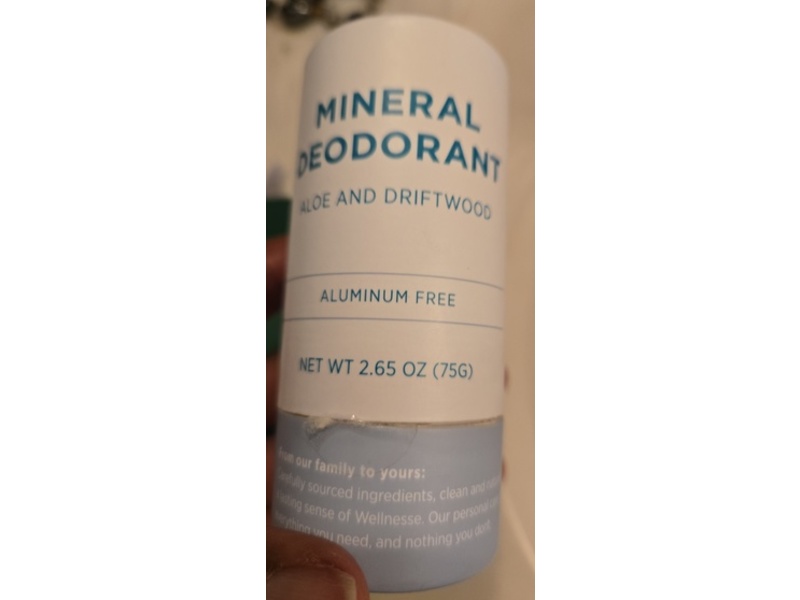 MINERAL
DEODORANT
ALOE AND DRIFTWOOD
ALUMINUM FREE
NET WT 2.65 OZ (75G)
our family to yours:
sourced ingredients, clean and
sense of Wellnesse. Our personal
you need, and nothing you don't